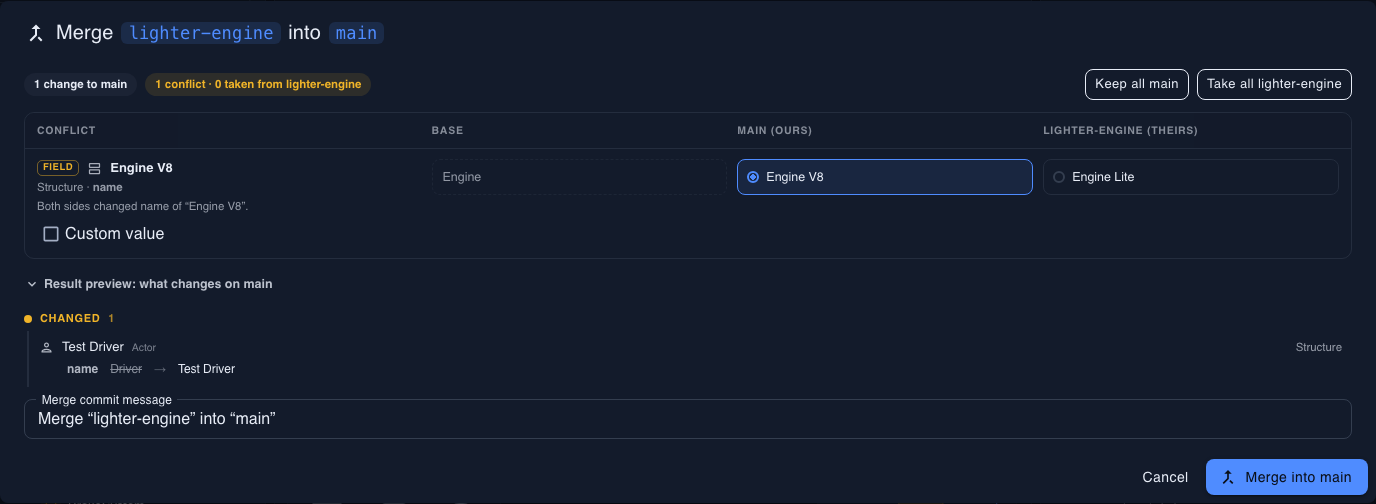 Merge lighter-engine into main
1 change to main
1 conflict · 0 taken from lighter-engine
Keep all main
Take all lighter-engine
CONFLICT
BASE
MAIN (OURS)
LIGHTER-ENGINE (THEIRS)
FIELD Engine V8
Structure · name
Both sides changed name of “Engine V8”.
Custom value
Engine
Engine V8
Engine Lite
Result preview: what changes on main
CHANGED 1
Test Driver Actor
Structure
name Driver → Test Driver
Merge commit message
Merge “lighter-engine” into “main”
Cancel
Merge into main